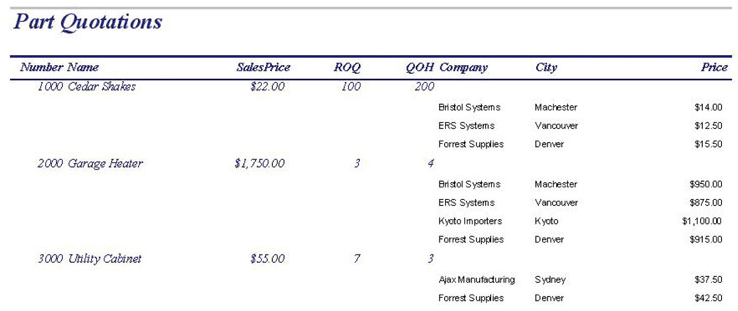 Part Quotations
Number Name SalesPrice ROQ QOH Company City Price
1000 Cedar Shakes $22.00 100 200
Bristol Systems Machester $14.00
ERS Systems Vancouver $12.50
Forrest Supplies Denver $15.50
2000 Garage Heater $1,750.00 3 4
Bristol Systems Machester $950.00
ERS Systems Vancouver $875.00
Kyoto Importers Kyoto $1,100.00
Forrest Supplies Denver $915.00
3000 Utility Cabinet $55.00 7 3
Ajax Manufacturing Sydney $37.50
Forrest Supplies Denver $42.50